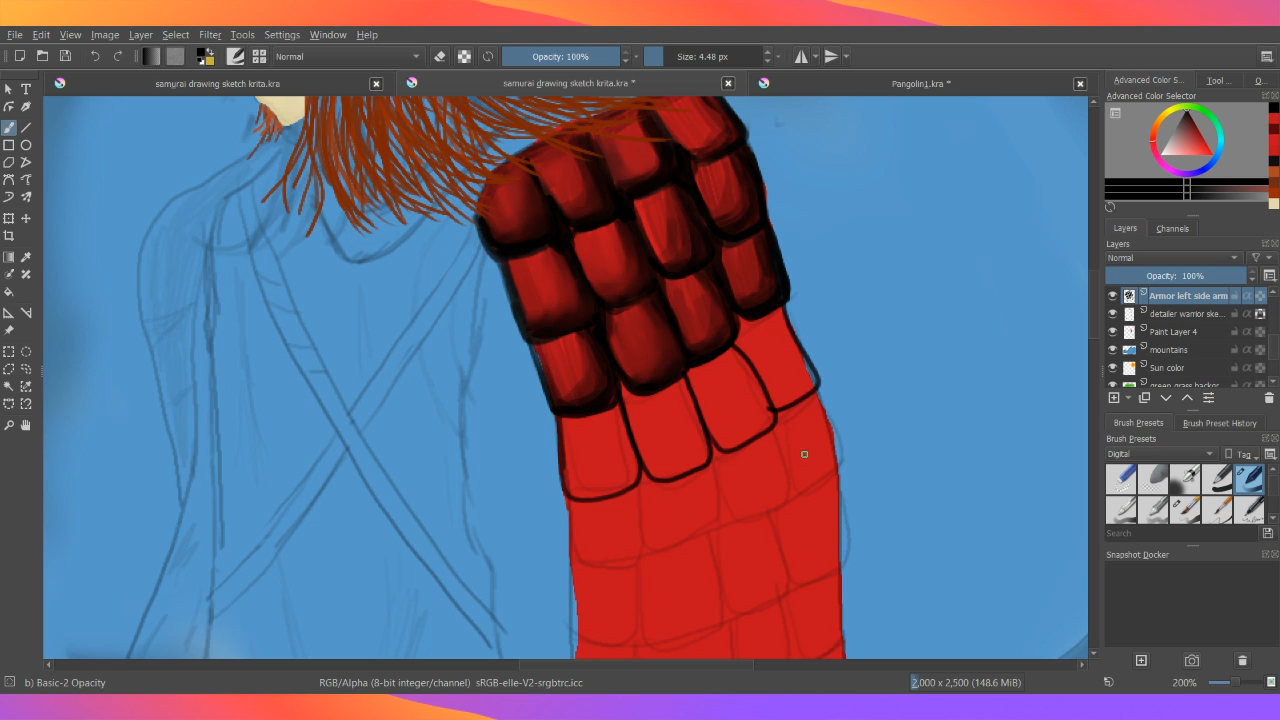 File Edit View Image Layer Select Filter Tools Settings Windows Help
Normal Opacity: 100% Size: 4.48 px
samurai drawing sketch krita.kra samurai drawing sketch krita.kra * Pangolin1.kra *
Advanced Color S... Tool ... O...
Advanced Color Selector
Layers Channels
Layers
Normal
Opacity: 100%
Armor left side arm
detailer warrior ske...
Paint Layer 4
mountains
Sun color
green grass backgr
Brush Presets Brush Preset History
Brush Presets
Digital Tag
Search
Snapshot Docker
b) Basic-2 Opacity RGB/Alpha (8-bit integer/channel) sRGB-elle-V2-srgbtrc.icc 2,000 x 2,500 (148.6 MiB) 200%